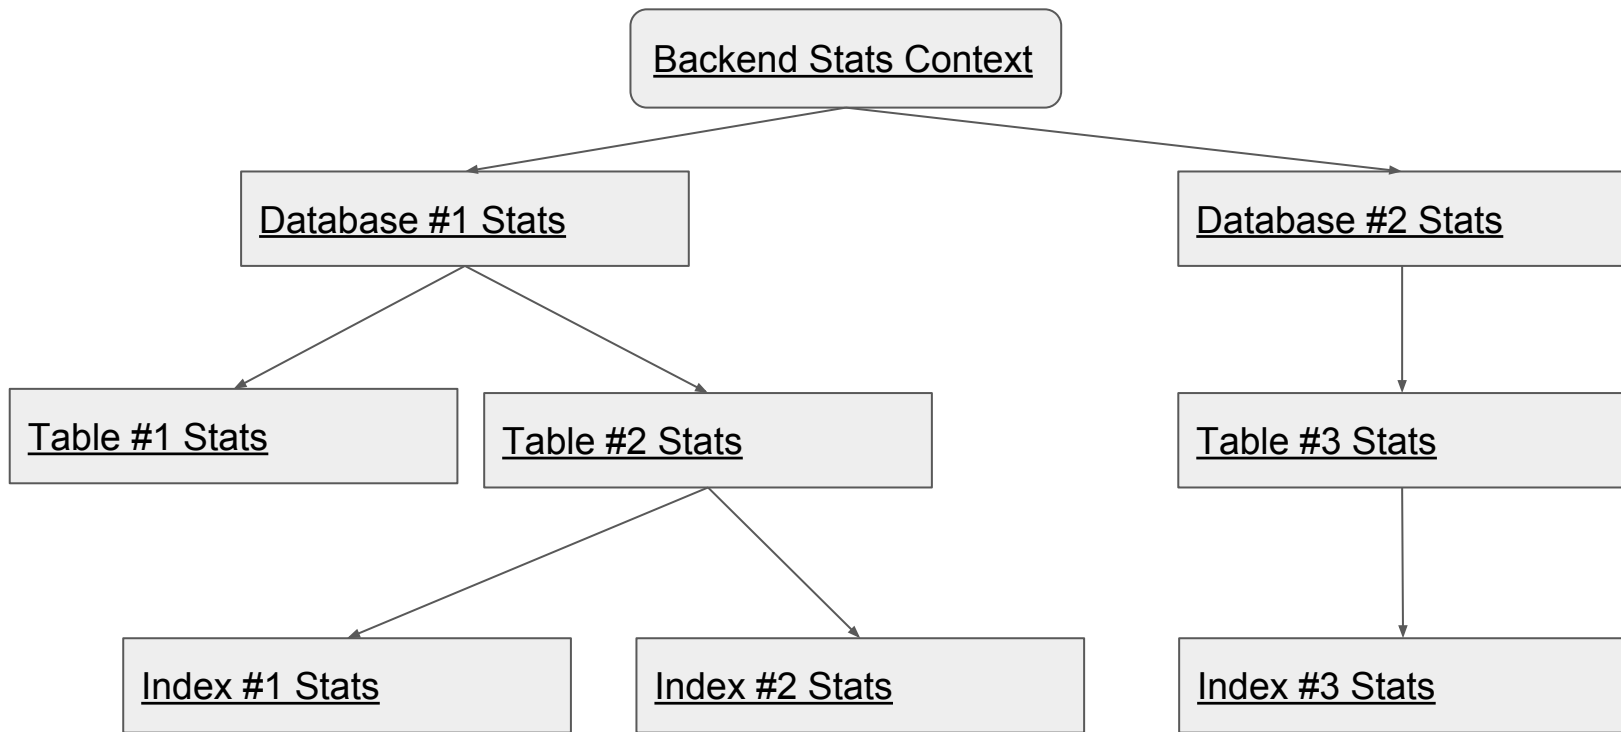 Backend Stats Context
Database #1 Stats
Database #2 Stats
Table #1 Stats
Table #2 Stats
Table #3 Stats
Index #1 Stats
Index #2 Stats
Index #3 Stats